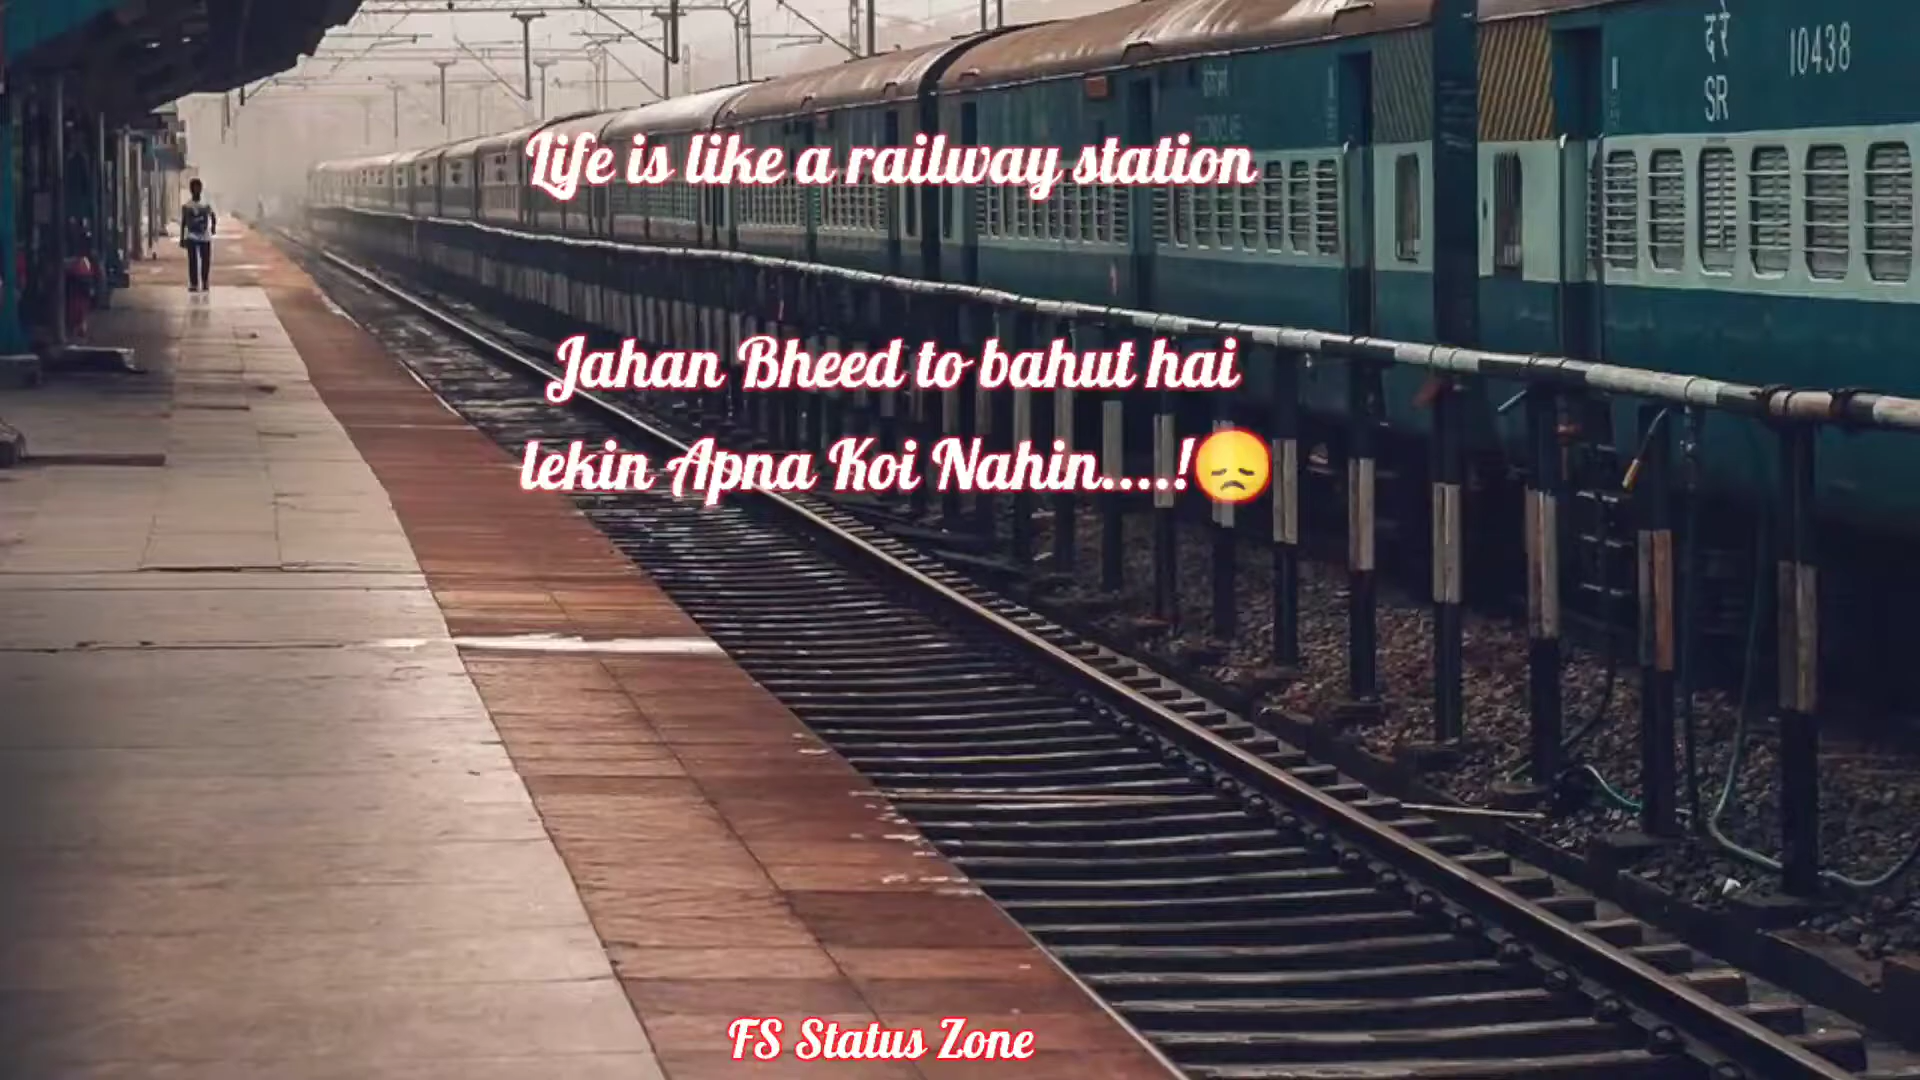 दरे
SR
10438
Life is like a railway station
Jahan Bheed to bahut hai
lekin Apna Koi Nahin....!😞
FS Status Zone